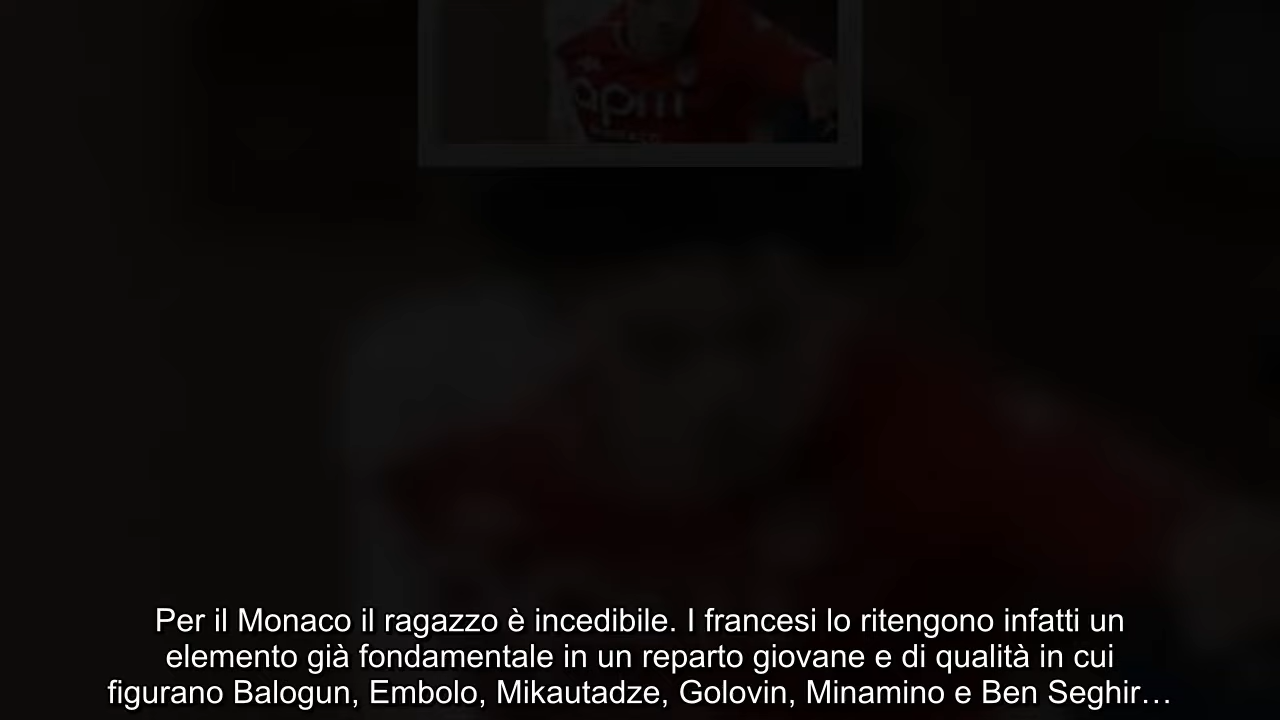 apm
Per il Monaco il ragazzo è incedibile. I francesi lo ritengono infatti un
elemento già fondamentale in un reparto giovane e di qualità in cui
figurano Balogun, Embolo, Mikautadze, Golovin, Minamino e Ben Seghir…